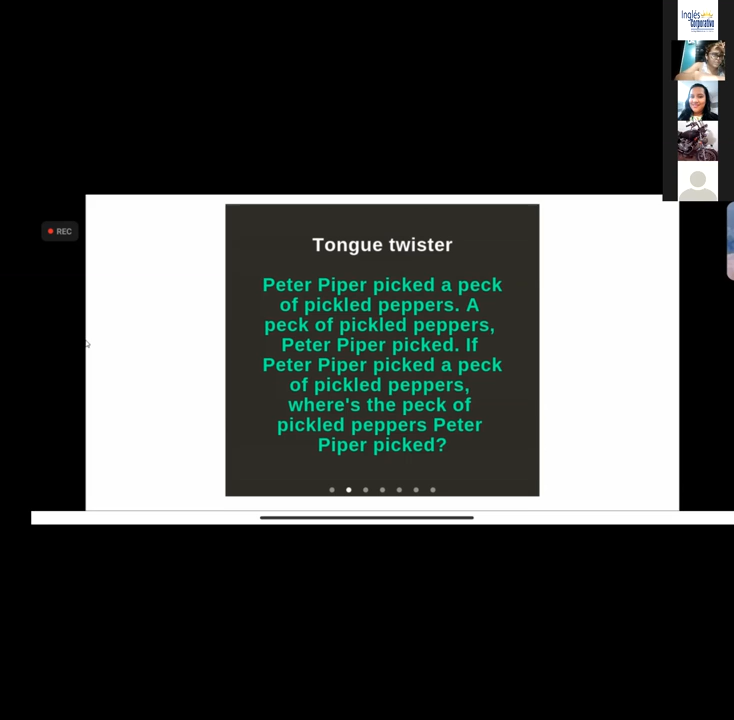 Inglés
Corporativo
REC
Tongue twister
Peter Piper picked a peck
of pickled peppers. A
peck of pickled peppers,
Peter Piper picked. If
Peter Piper picked a peck
of pickled peppers,
where's the peck of
pickled peppers Peter
Piper picked?